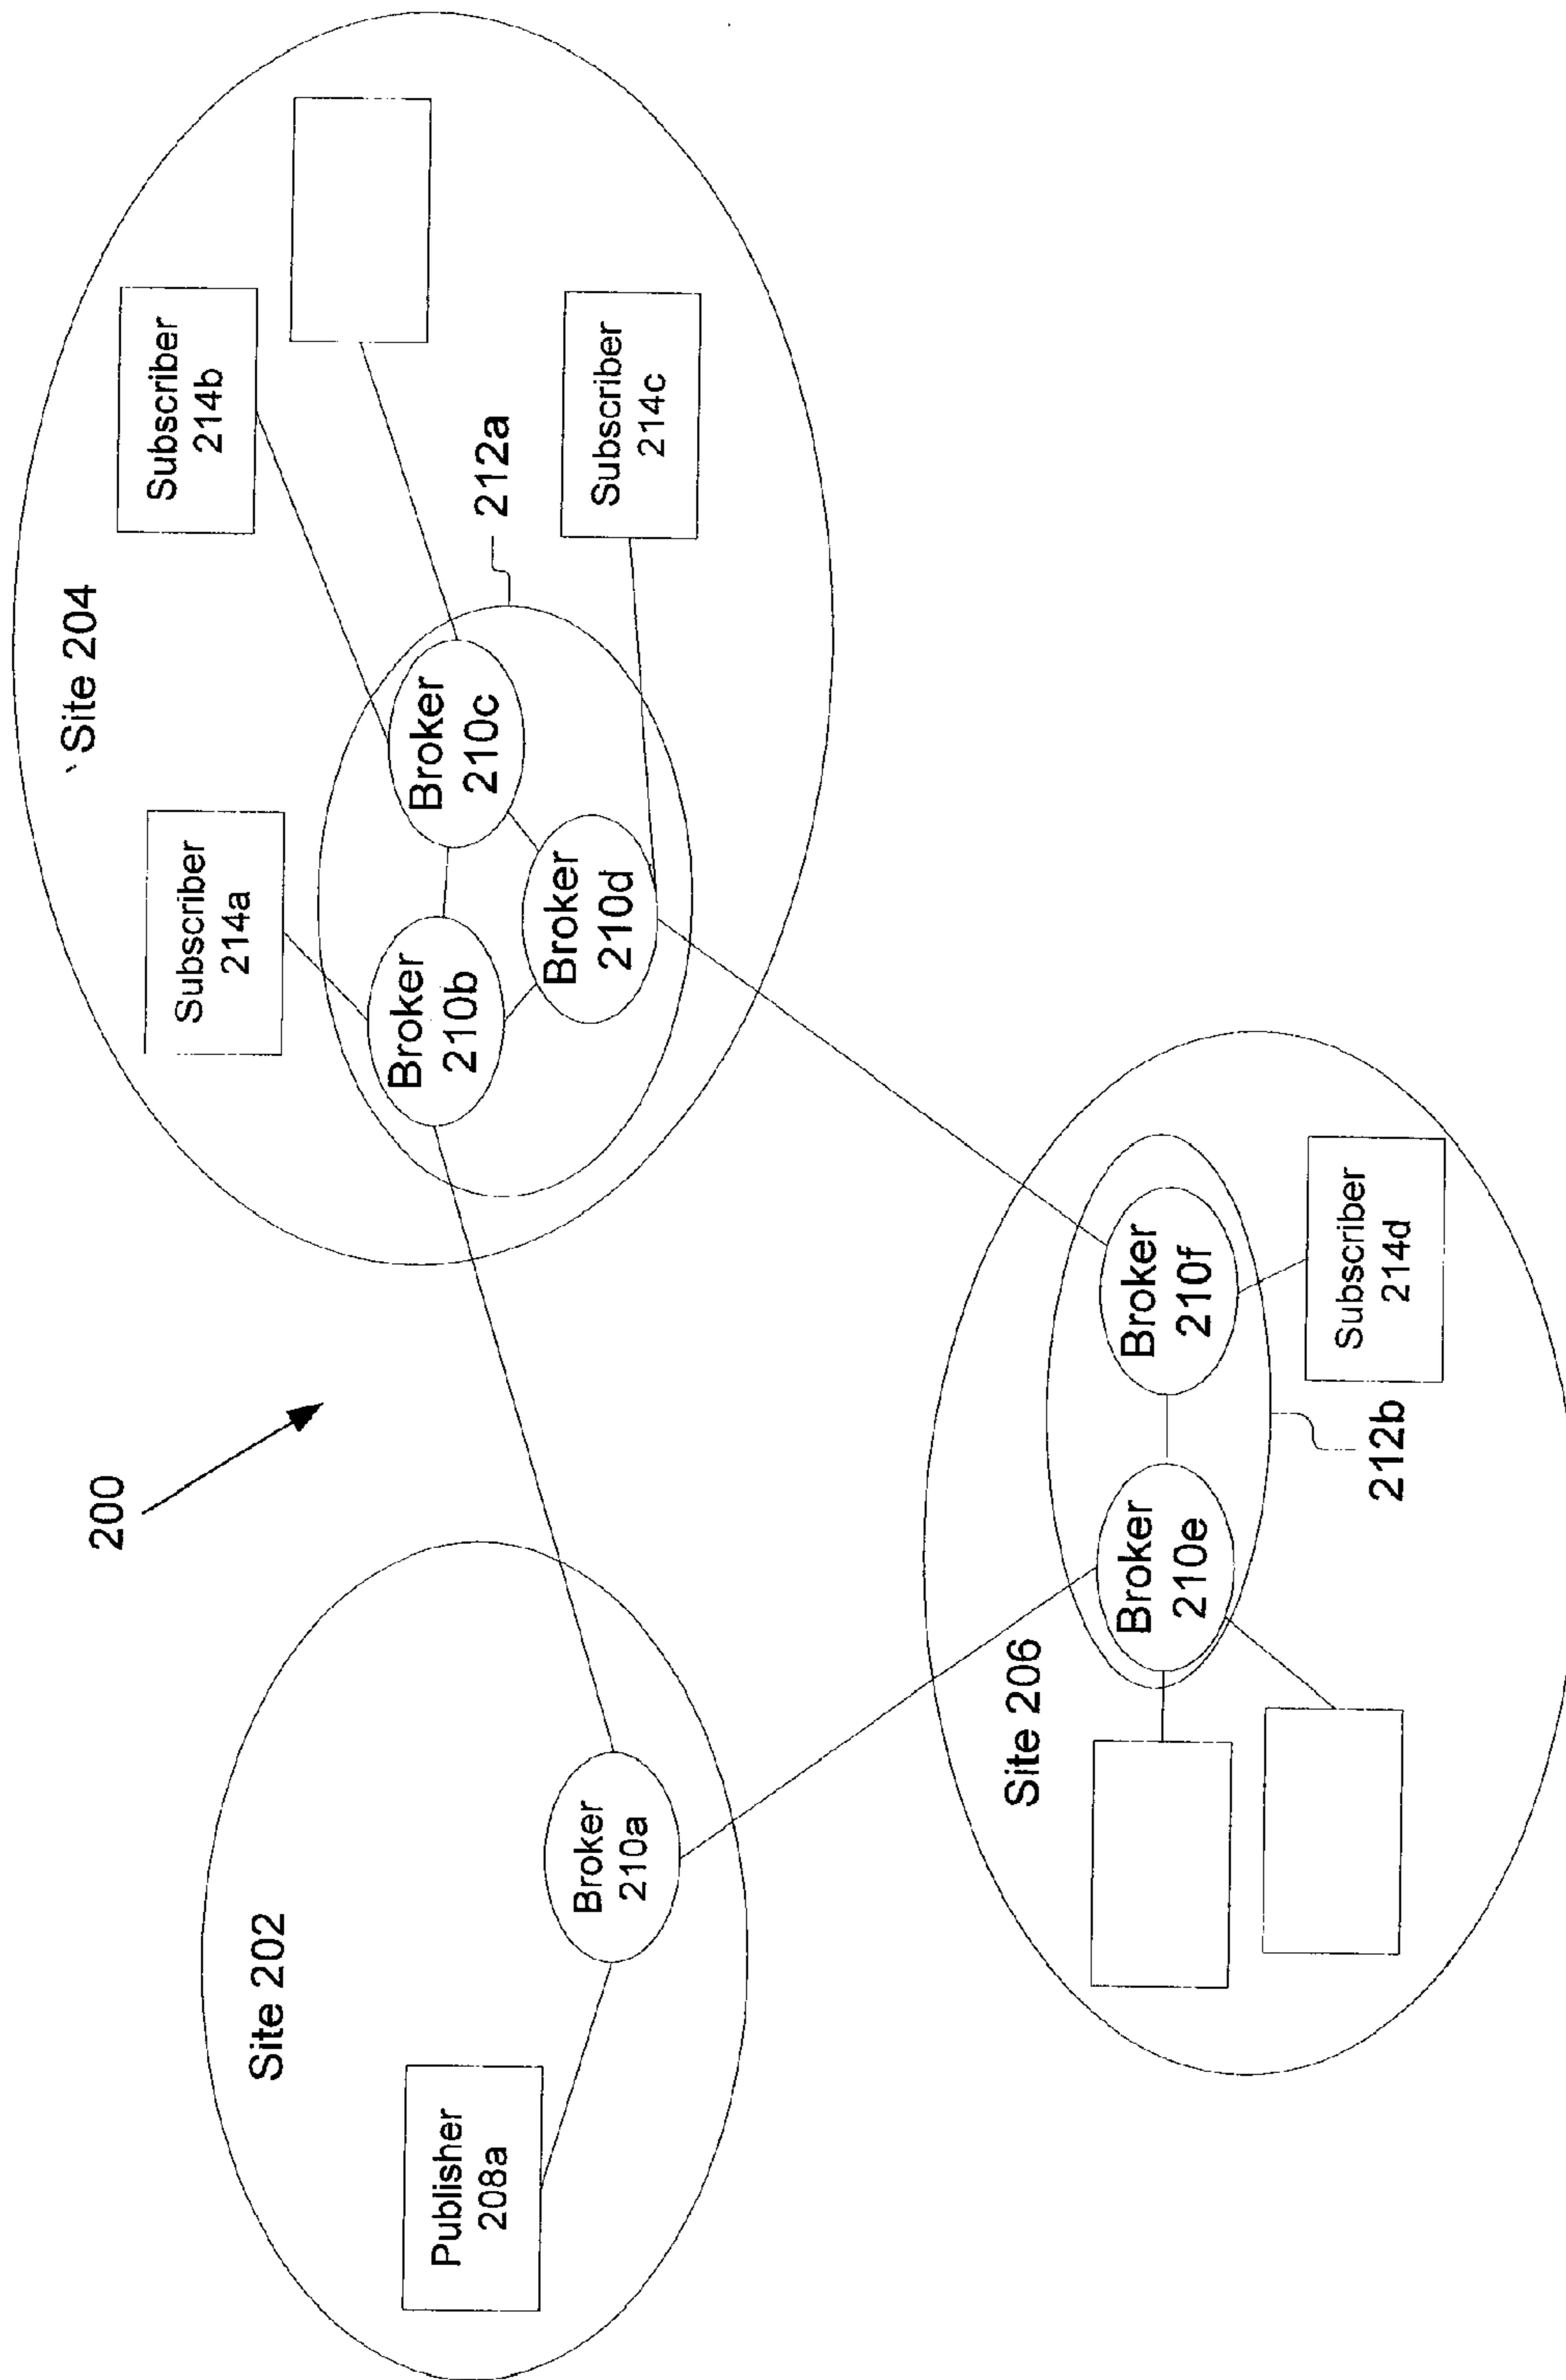 200
Site 202
Publisher
208a
Broker
210a
Site 204
Subscriber
214a
Subscriber
214b
Broker
210b
Broker
210c
Broker
210d
212a
Subscriber
214c
Site 206
Broker
210e
Broker
210f
212b
Subscriber
214d